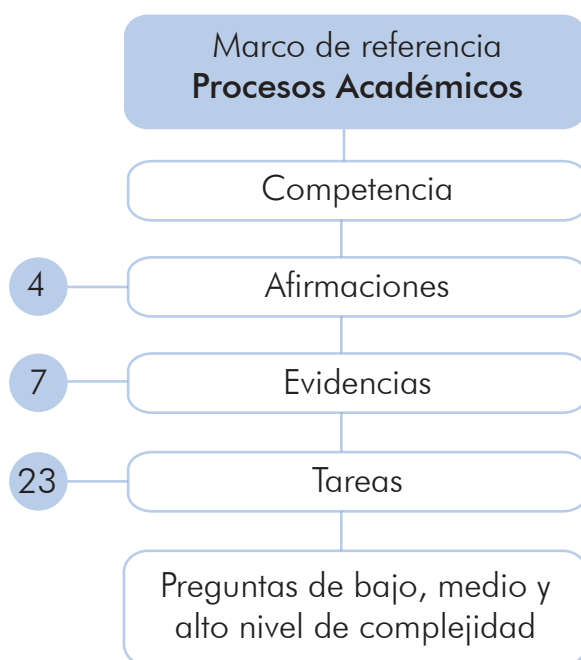 Marco de referencia
Procesos Académicos
Competencia
4
Afirmaciones
7
Evidencias
23
Tareas
Preguntas de bajo, medio y
alto nivel de complejidad